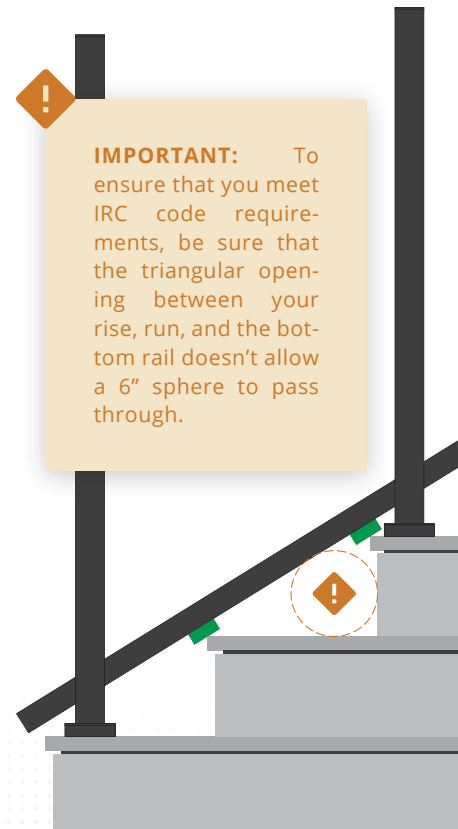 IMPORTANT: To
ensure that you meet
IRC code require-
ments, be sure that
the triangular open-
ing between your
rise, run, and the bot-
tom rail doesn’t allow
a 6” sphere to pass
through.